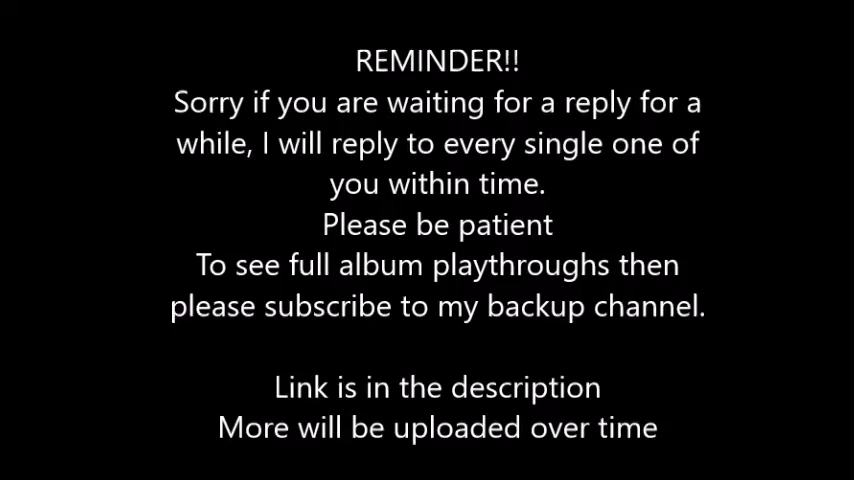 REMINDER!!
Sorry if you are waiting for a reply for a
while, I will reply to every single one of
you within time.
Please be patient
To see full album playthroughs then
please subscribe to my backup channel.
Link is in the description
More will be uploaded over time